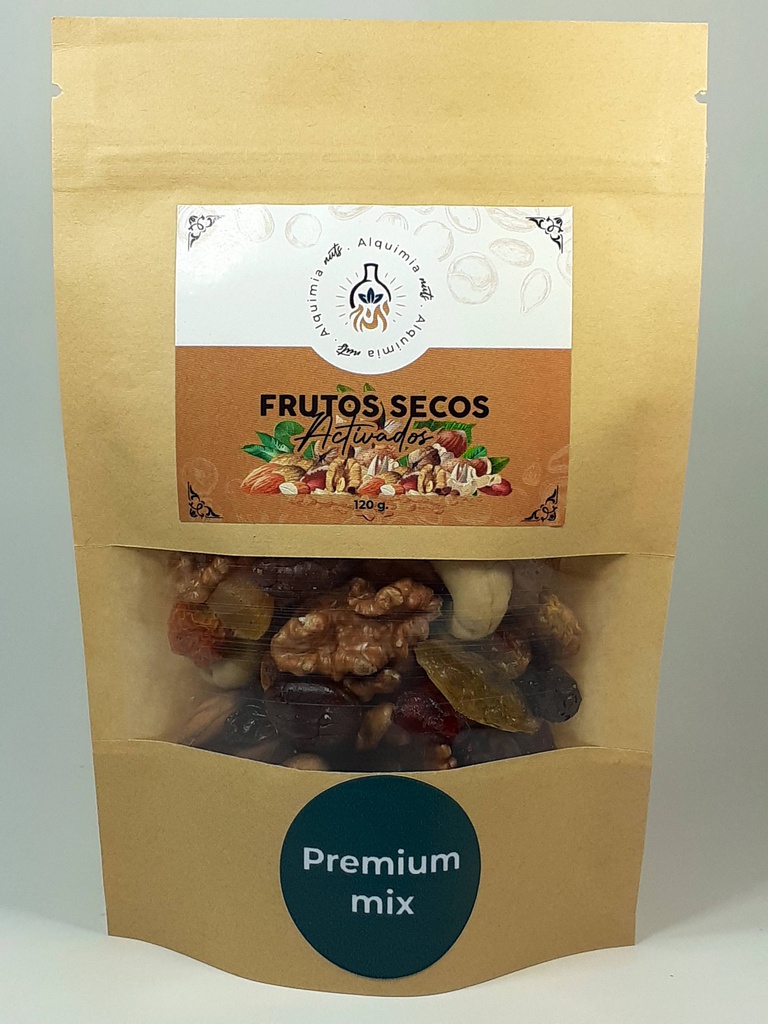 Alquimia nuts . Alquimia nuts . Alquimia nuts .
FRUTOS SECOS
Activados
120 g.
Premium
mix